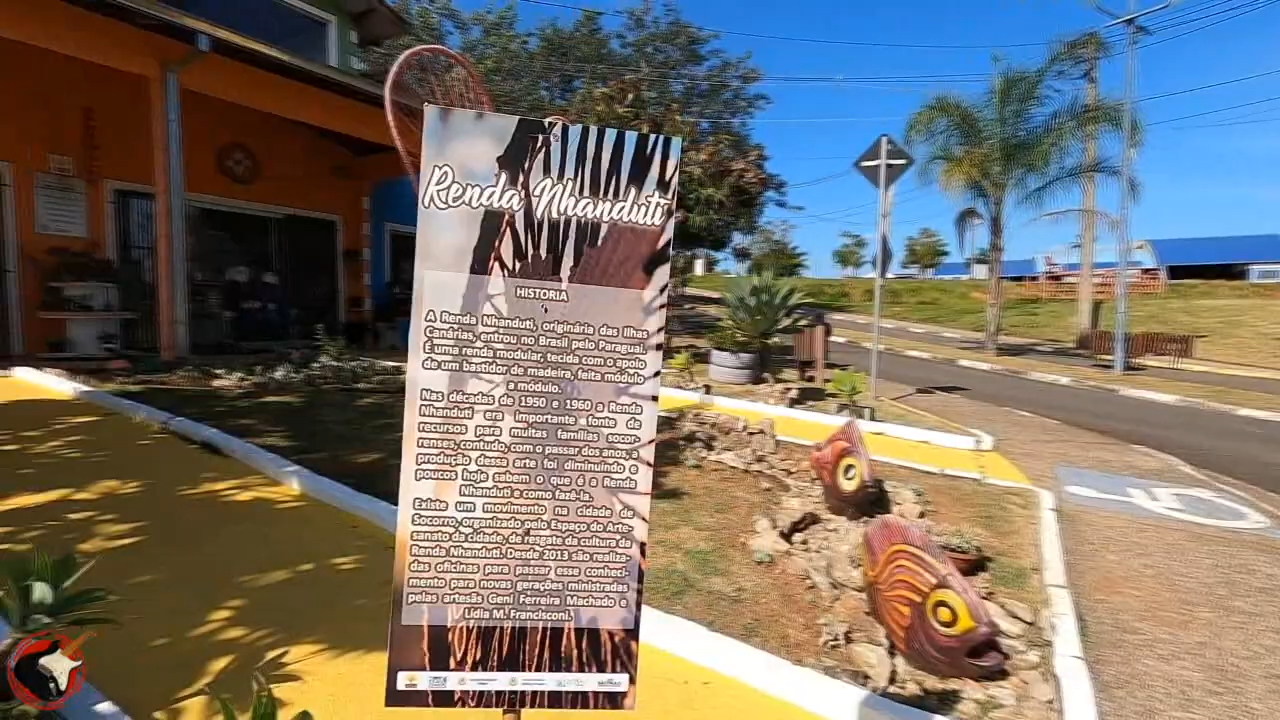 Renda Nhanduti
HISTORIA
A Renda Nhanduti, originária das Ilhas
Canárias, entrou no Brasil pelo Paraguai.
É uma renda modular, tecida com o apoio
de um bastidor de madeira, feita módulo
a módulo.
Nas décadas de 1950 e 1960 a Renda
Nhanduti era importante fonte de
recursos para muitas famílias socor-
renses, contudo, com o passar dos anos, a
produção dessa arte foi diminuindo e
poucos hoje sabem o que é a Renda
Nhanduti e como fazê-la.
Existe um movimento na cidade de
Socorro, organizado pelo Espaço do Arte-
sanato da cidade, de resgate da cultura da
Renda Nhanduti. Desde 2013 são realiza-
das oficinas para passar esse conheci-
mento para novas gerações ministradas
pelas artesãs Geni Ferreira Machado e
Lídia M. Francisconi.